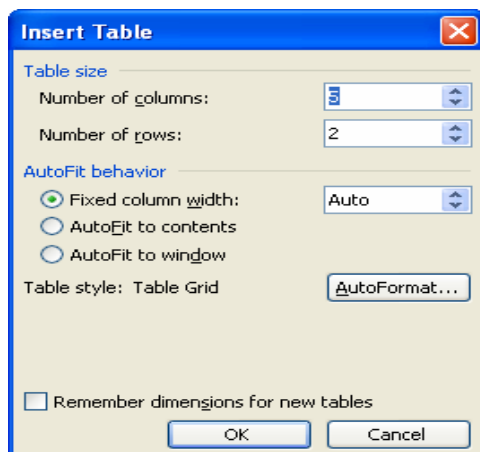 Insert Table
Table size
Number of columns: 5
Number of rows: 2
AutoFit behavior
Fixed column width: Auto
AutoFit to contents
AutoFit to window
Table style: Table Grid AutoFormat...
Remember dimensions for new tables
OK Cancel